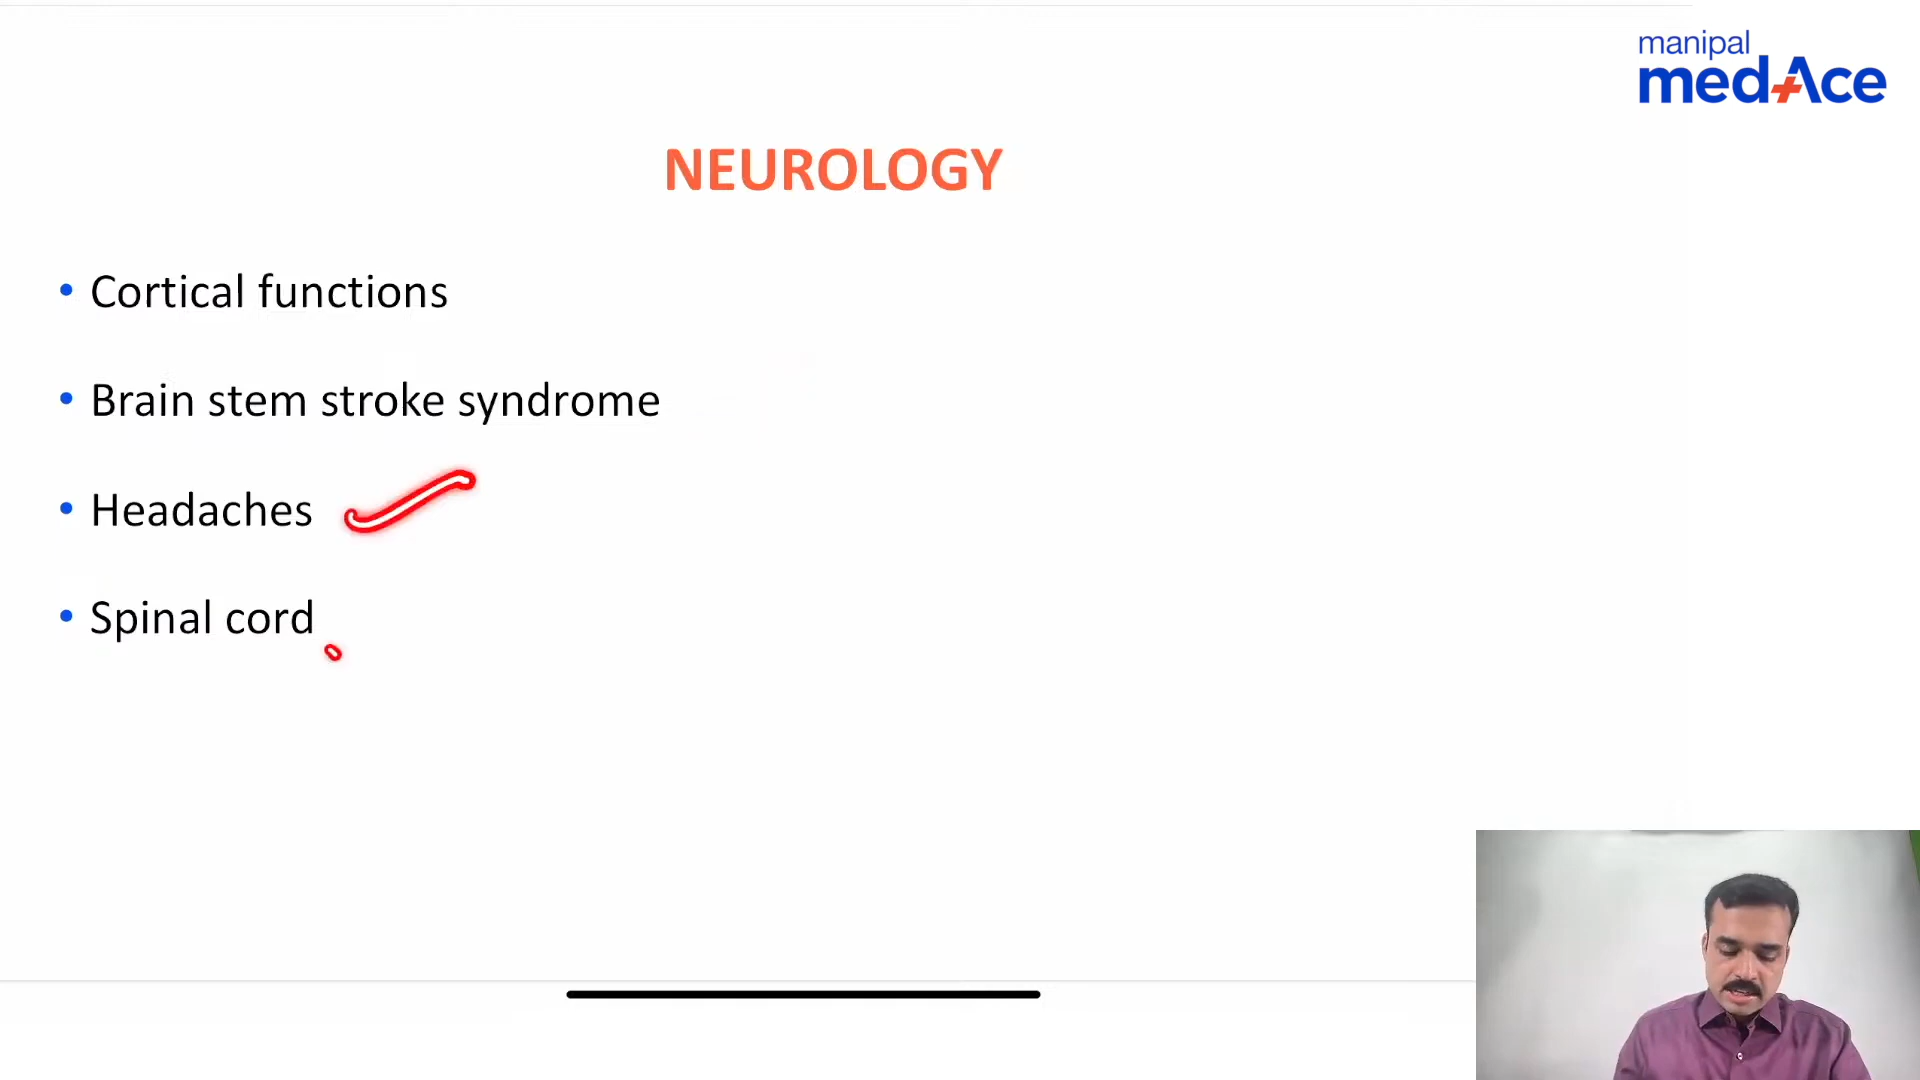 manipal
medAce
NEUROLOGY
• Cortical functions
• Brain stem stroke syndrome
• Headaches
• Spinal cord